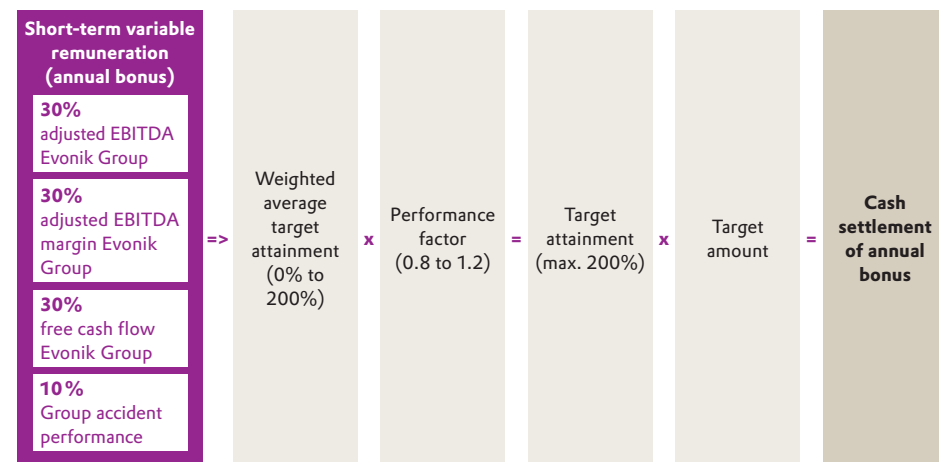 Short-term variable
remuneration
(annual bonus)
30%
adjusted EBITDA
Evonik Group
30%
adjusted EBITDA
margin Evonik
Group
30%
free cash flow
Evonik Group
10%
Group accident
performance
=>
Weighted
average
target
attainment
(0% to
200%)
x
Performance
factor
(0.8 to 1.2)
=
Target
attainment
(max. 200%)
x
Target
amount
=
Cash
settlement
of annual
bonus